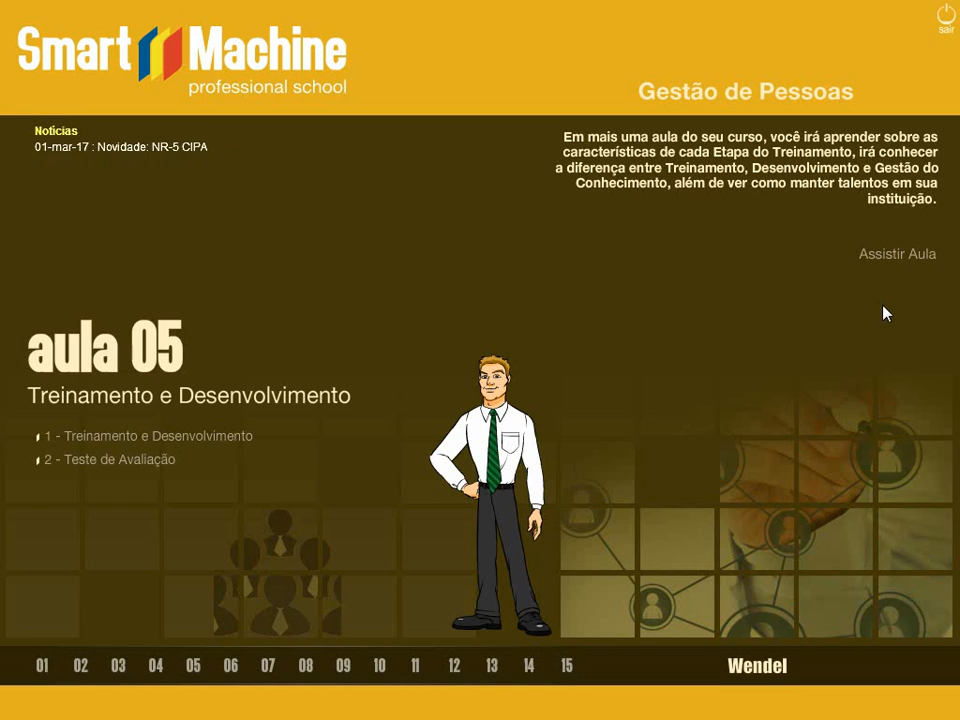 Smart Machine
professional school
sair
Gestão de Pessoas
Notícias
01-mar-17 : Novidade: NR-5 CIPA
Em mais uma aula do seu curso, você irá aprender sobre as
características de cada Etapa do Treinamento, irá conhecer
a diferença entre Treinamento, Desenvolvimento e Gestão do
Conhecimento, além de ver como manter talentos em sua
instituição.
Assistir Aula
aula 05
Treinamento e Desenvolvimento
1 - Treinamento e Desenvolvimento
2 - Teste de Avaliação
01 02 03 04 05 06 07 08 09 10 11 12 13 14 15
Wendel